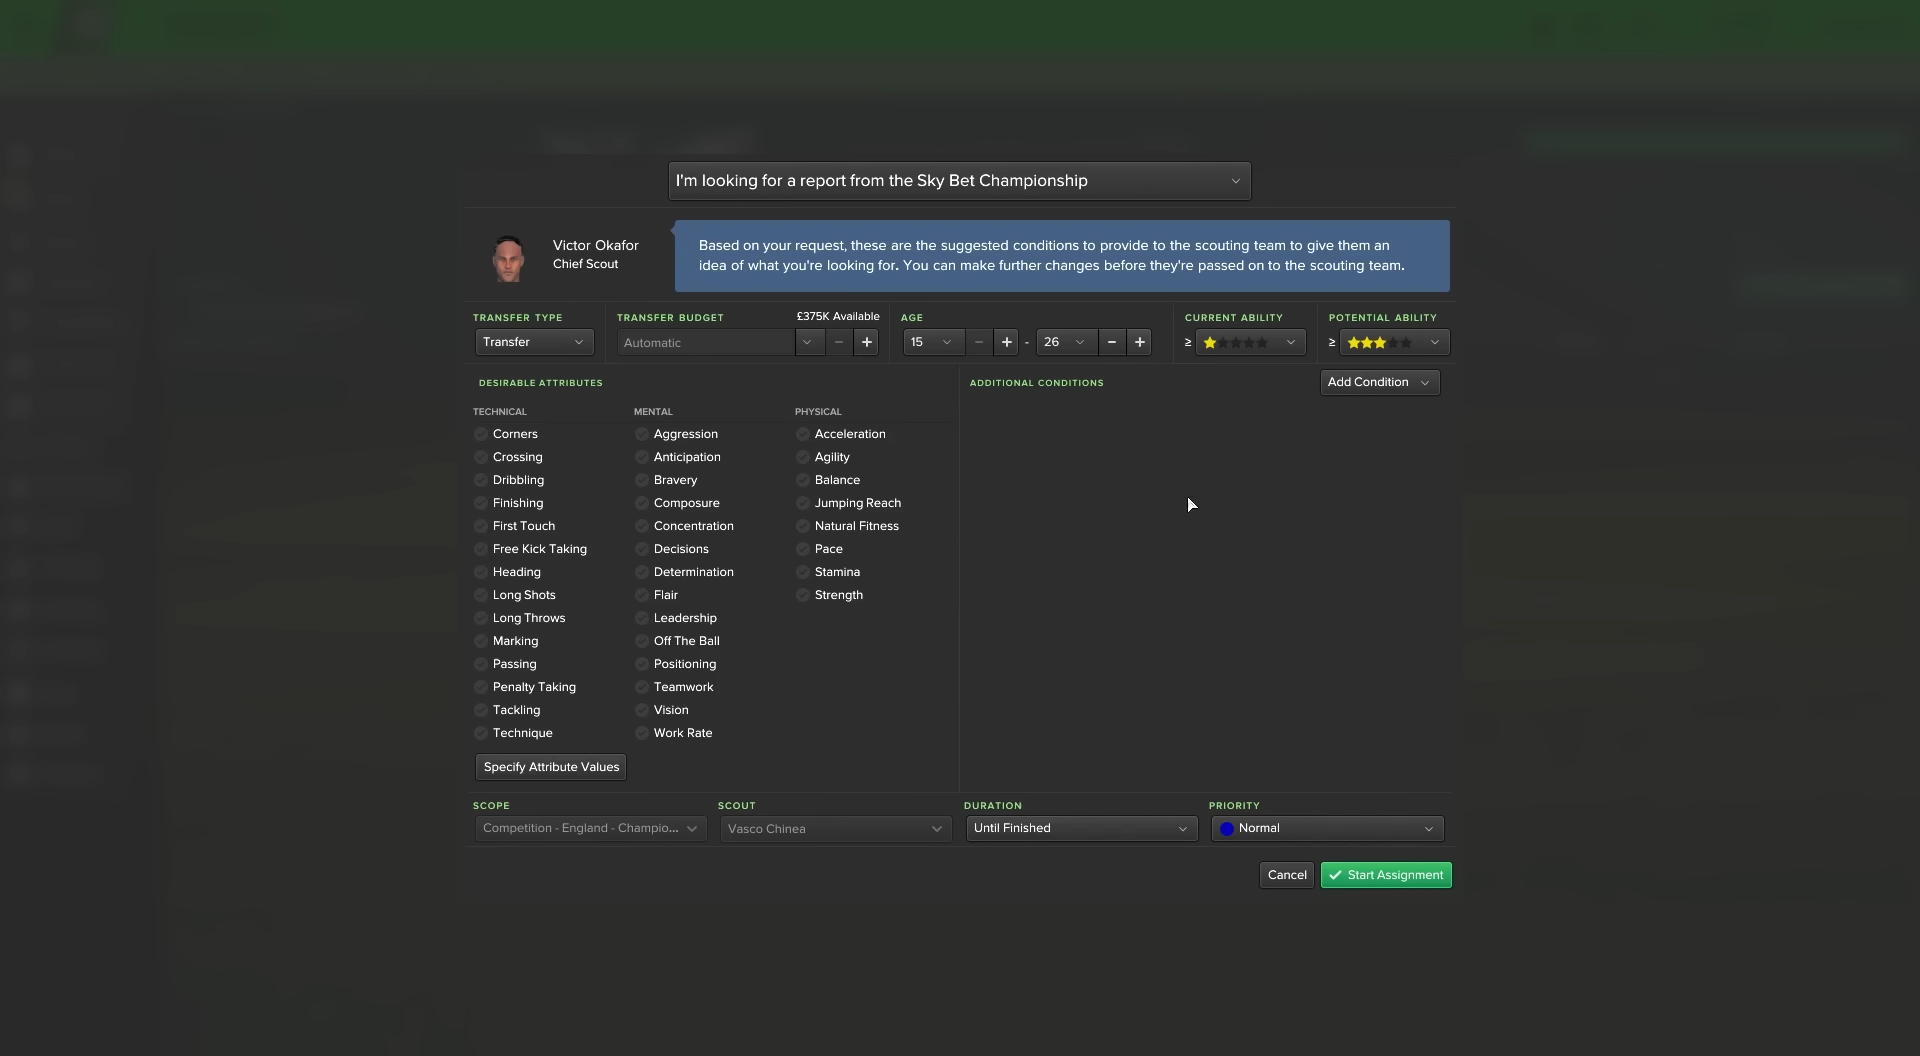 I'm looking for a report from the Sky Bet Championship
Victor Okafor
Chief Scout
Based on your request, these are the suggested conditions to provide to the scouting team to give them an
idea of what you're looking for. You can make further changes before they're passed on to the scouting team.
TRANSFER TYPE
Transfer
TRANSFER BUDGET
£375K Available
Automatic
AGE
15
-
26
CURRENT ABILITY
≥
POTENTIAL ABILITY
≥
DESIRABLE ATTRIBUTES
TECHNICAL
Corners
Crossing
Dribbling
Finishing
First Touch
Free Kick Taking
Heading
Long Shots
Long Throws
Marking
Passing
Penalty Taking
Tackling
Technique
MENTAL
Aggression
Anticipation
Bravery
Composure
Concentration
Decisions
Determination
Flair
Leadership
Off The Ball
Positioning
Teamwork
Vision
Work Rate
PHYSICAL
Acceleration
Agility
Balance
Jumping Reach
Natural Fitness
Pace
Stamina
Strength
Specify Attribute Values
ADDITIONAL CONDITIONS
Add Condition
SCOPE
Competition - England - Champio...
SCOUT
Vasco Chinea
DURATION
Until Finished
PRIORITY
Normal
Cancel
Start Assignment